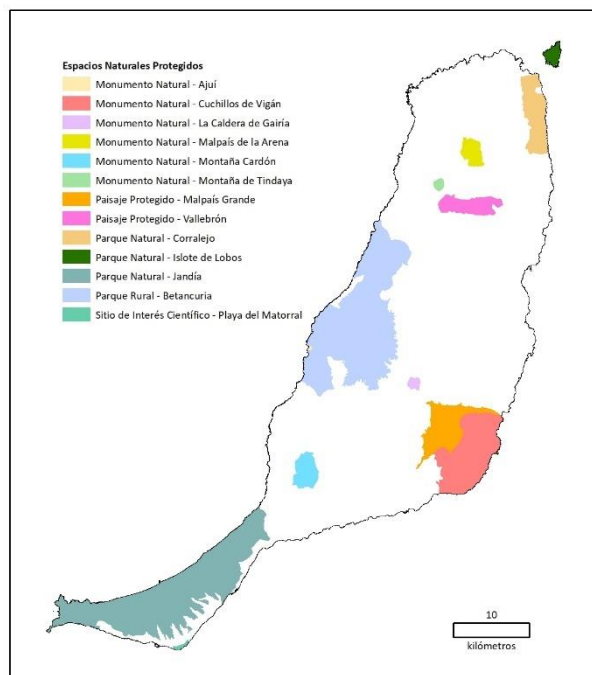 Espacios Naturales Protegidos
Monumento Natural - Ajuí
Monumento Natural - Cuchillos de Vigán
Monumento Natural - La Caldera de Gairía
Monumento Natural - Malpaís de la Arena
Monumento Natural - Montaña Cardón
Monumento Natural - Montaña de Tindaya
Paisaje Protegido - Malpaís Grande
Paisaje Protegido - Vallebrón
Parque Natural - Corralejo
Parque Natural - Islote de Lobos
Parque Natural - Jandía
Parque Rural - Betancuria
Sitio de Interés Científico - Playa del Matorral
10
kilómetros